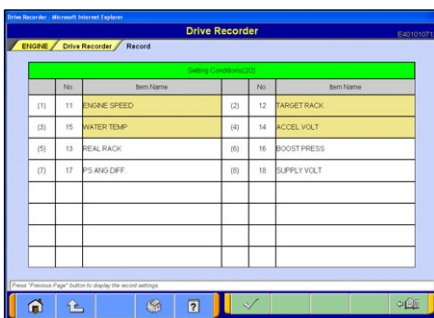 Drive Recorder - Microsoft Internet Explorer
Drive Recorder
E40101071
ENGINE Drive Recorder Record
Setting Conditions(2/2)
No. Item Name No. Item Name
(1) 11 ENGINE SPEED (2) 12 TARGET RACK
(3) 15 WATER TEMP (4) 14 ACCEL VOLT
(5) 13 REAL RACK (6) 16 BOOST PRESS
(7) 17 PS ANG DIFF. (8) 18 SUPPLY VOLT
Press "Previous Page" button to display the record settings.
?